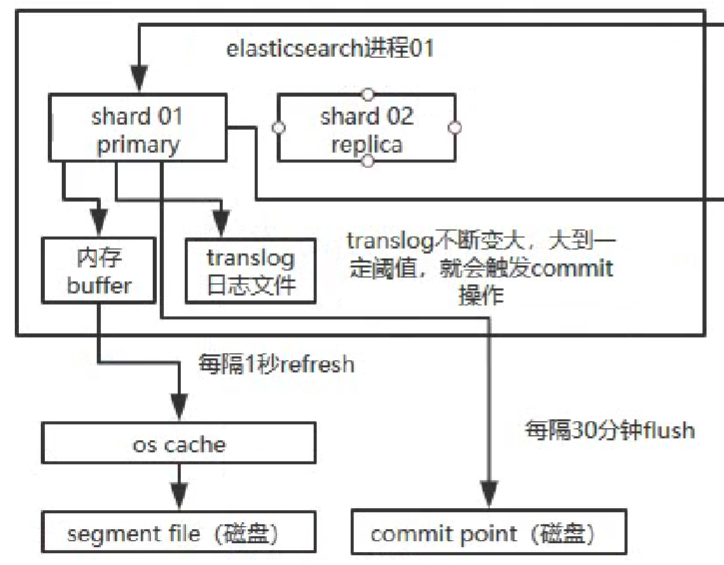 elasticsearch进程01
shard 01
primary
shard 02
replica
内存
buffer
translog
日志文件
translog不断变大，大到一
定阈值，就会触发commit
操作
每隔1秒refresh
os cache
每隔30分钟flush
segment file（磁盘）
commit point（磁盘）